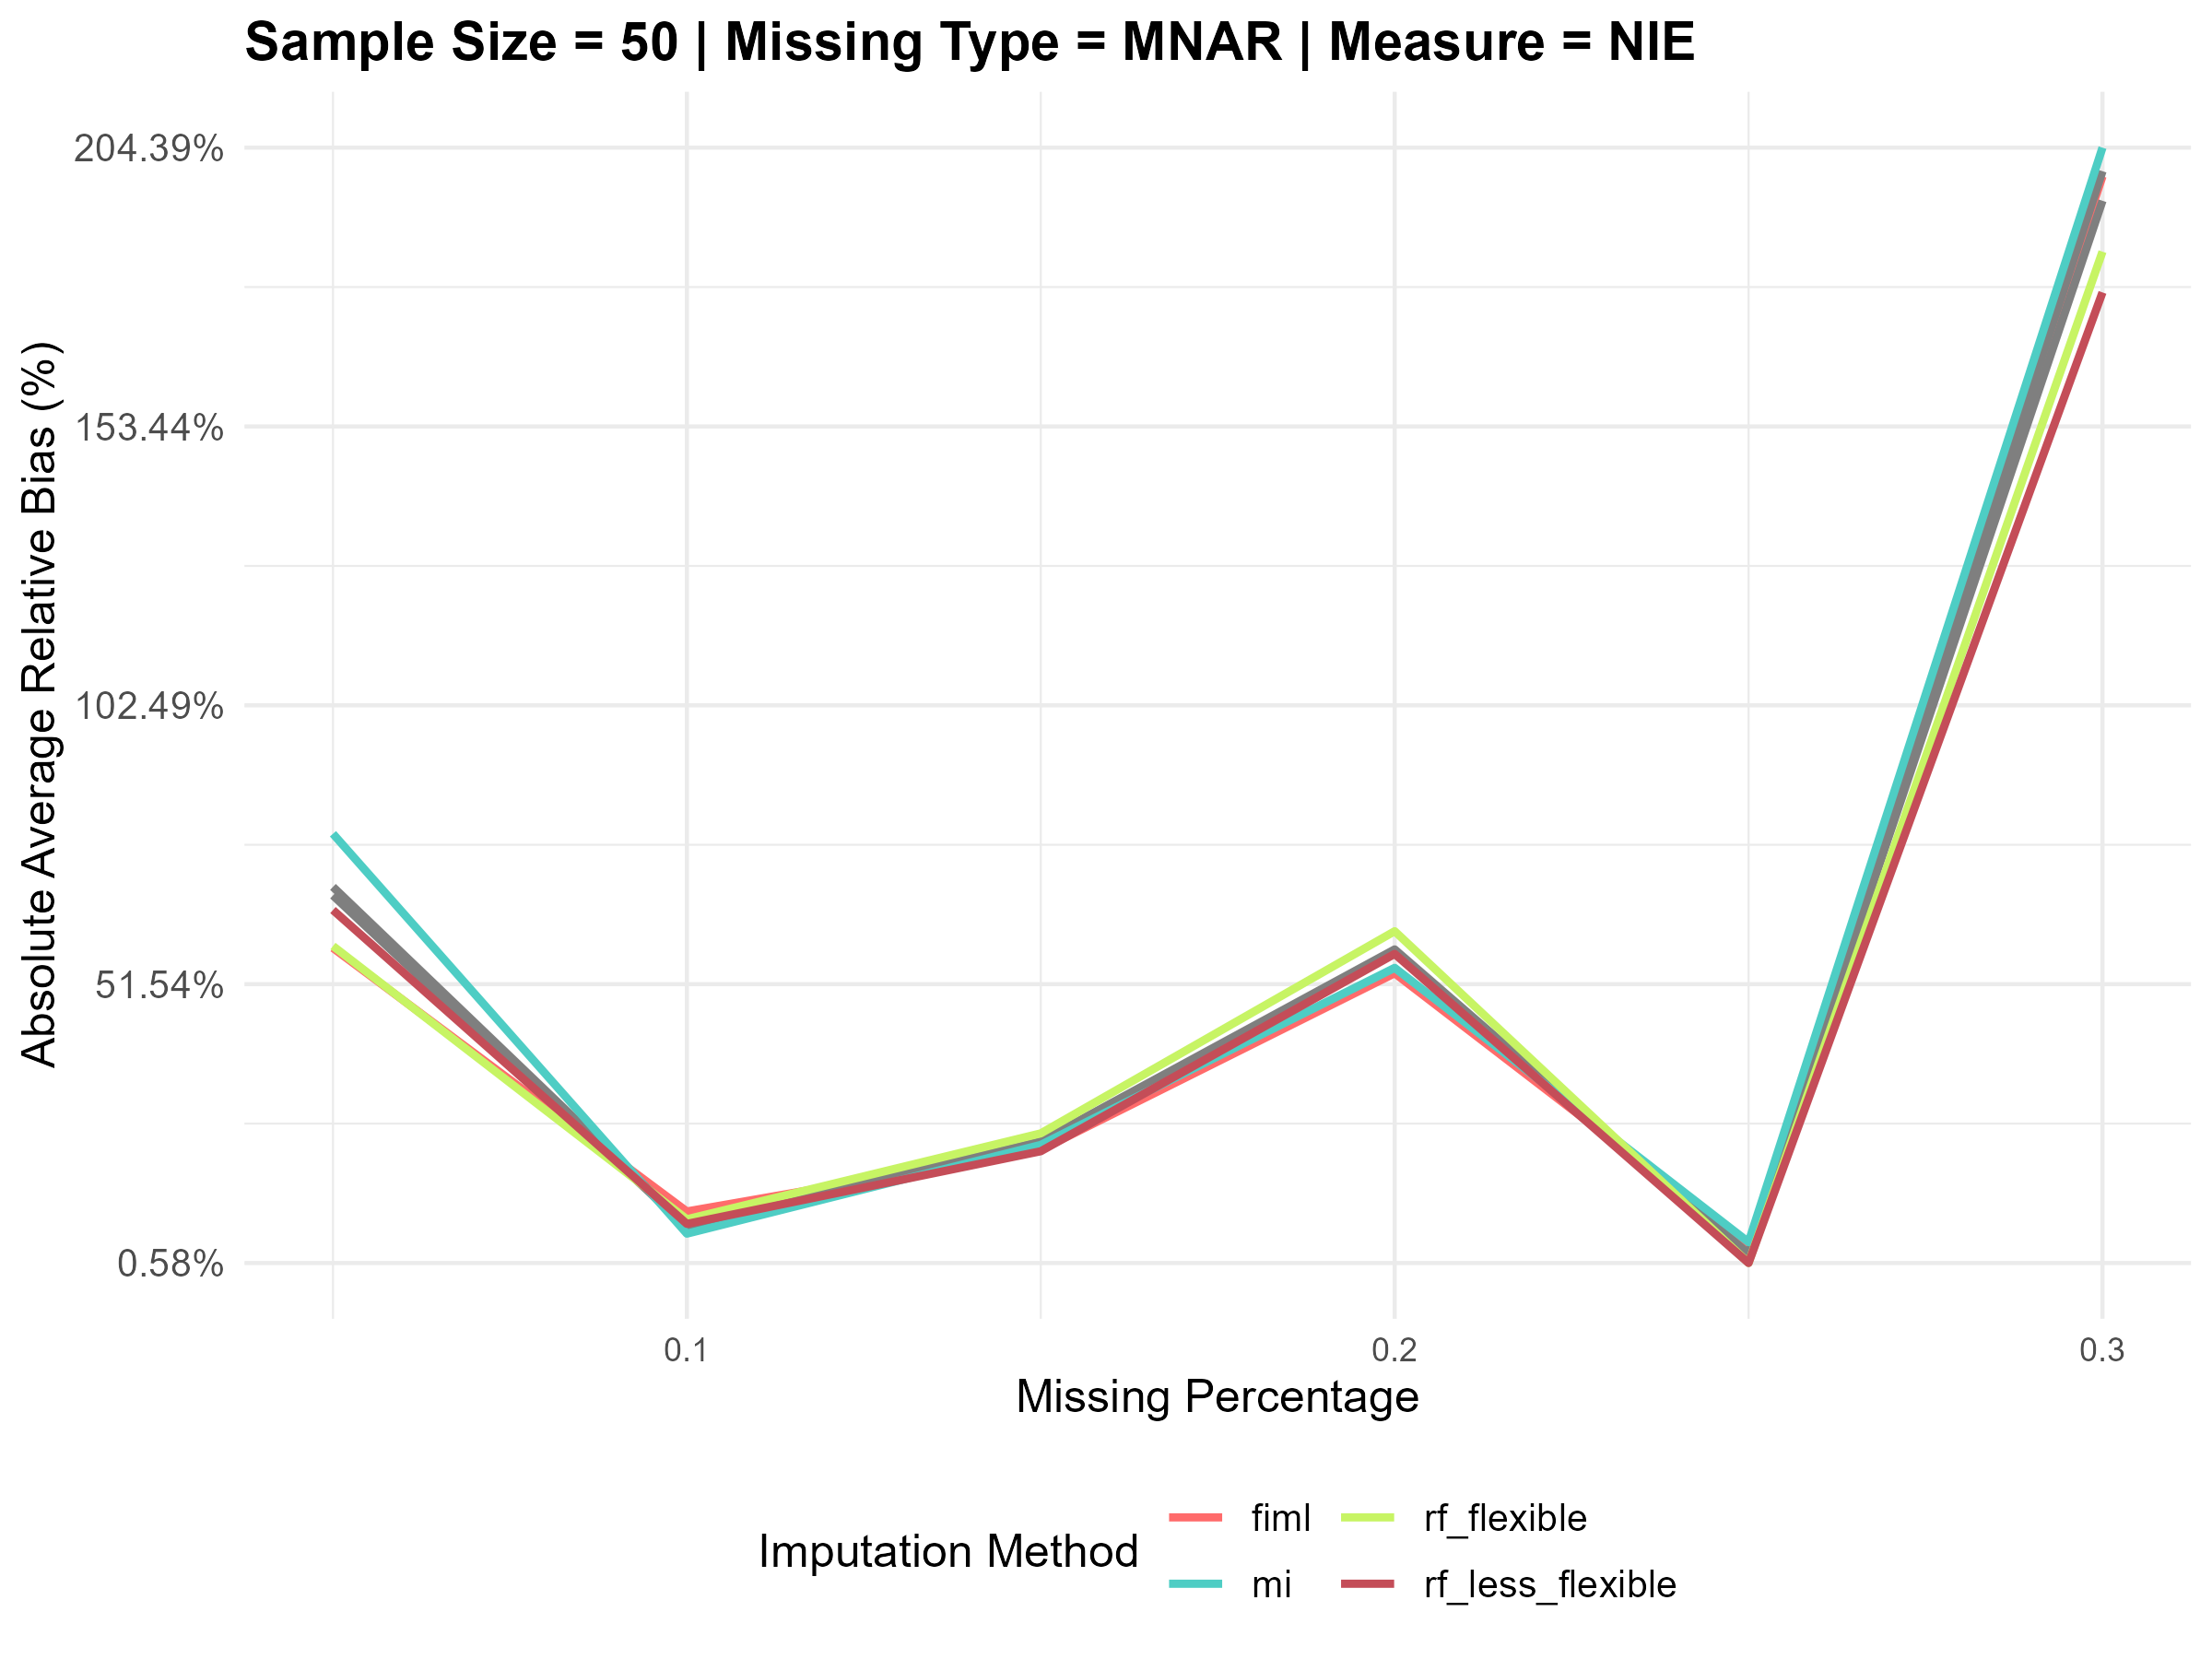 Sample Size = 50 | Missing Type = MNAR | Measure = NIE
Absolute Average Relative Bias (%)
204.39%
153.44%
102.49%
51.54%
0.58%
0.1
0.2
0.3
Missing Percentage
Imputation Method
fiml
rf_flexible
mi
rf_less_flexible